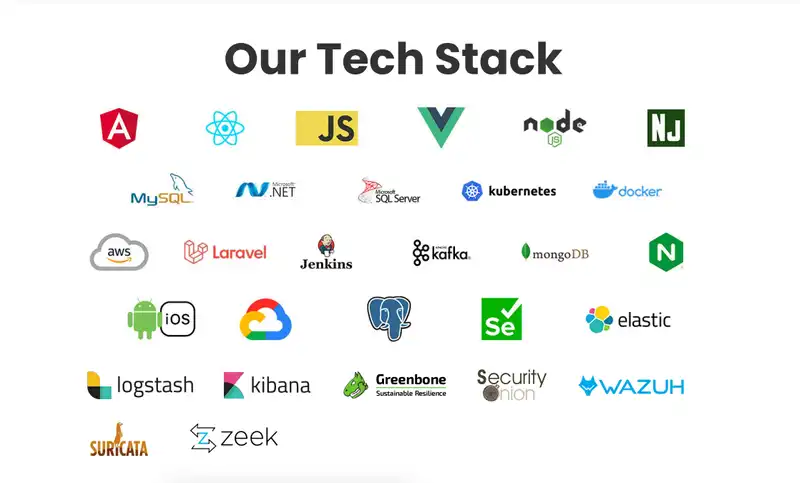 Our Tech Stack
A
JS
node
JS
NJ
MySQL
Microsoft
.NET
Microsoft
SQL Server
kubernetes
docker
aws
Laravel
Jenkins
APACHE
kafka
mongoDB
N
iOS
Se
elastic
logstash
kibana
Greenbone
Sustainable Resilience
Security
Onion
WAZUH
SURICATA
z zeek